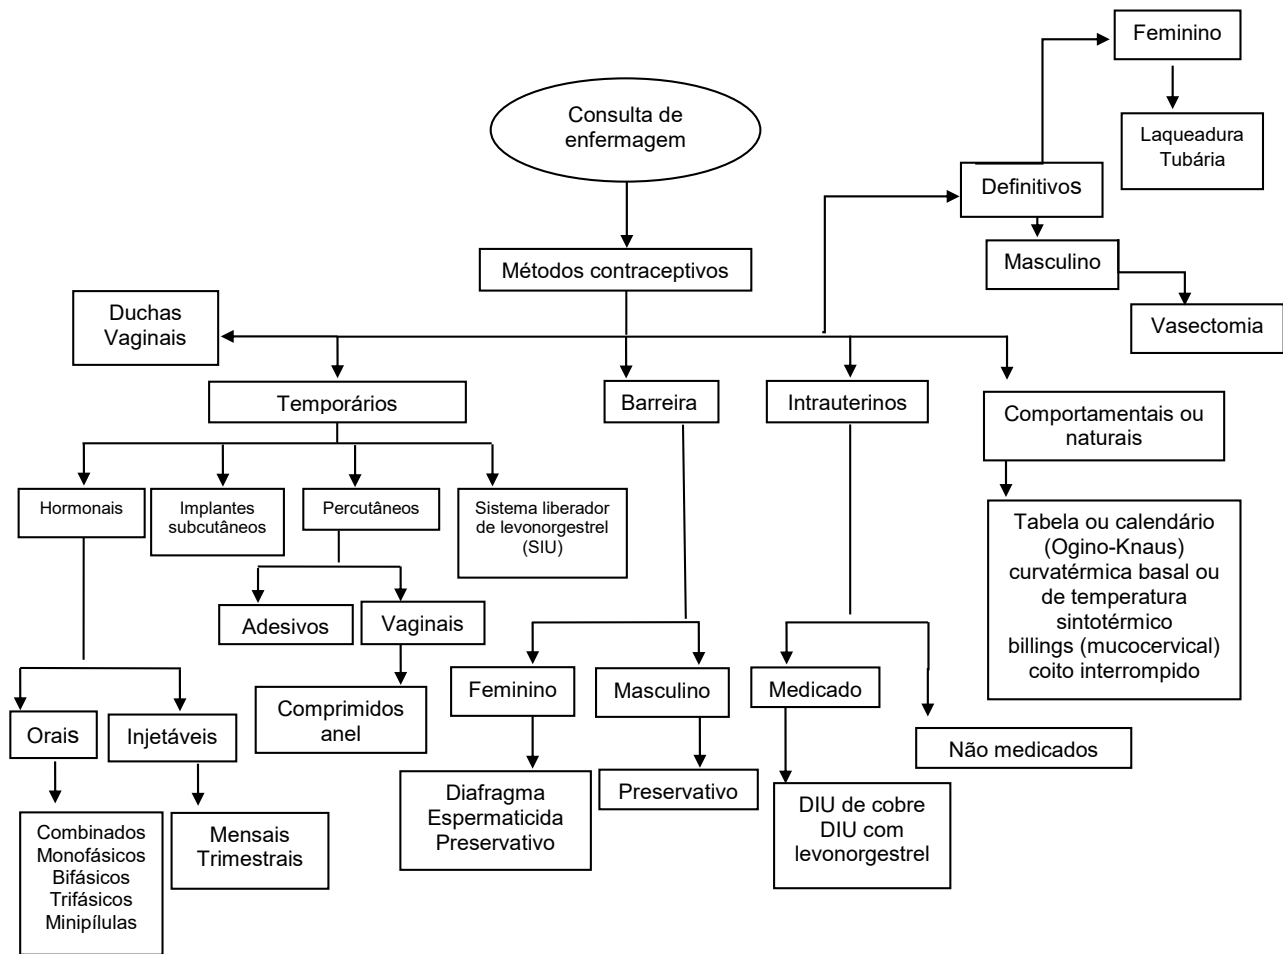 Feminino
Consulta de
enfermagem
Laqueadura
Tubária
Definitivos
Masculino
Métodos contraceptivos
Vasectomia
Duchas
Vaginais
Temporários
Barreira
Intrauterinos
Comportamentais ou
naturais
Hormonais
Implantes
subcutâneos
Percutâneos
Sistema liberador
de levonorgestrel
(SIU)
Tabela ou calendário
(Ogino-Knaus)
curvatérmica basal ou
de temperatura
sintotérmico
billings (mucocervical)
coito interrompido
Adesivos
Vaginais
Feminino
Masculino
Medicado
Comprimidos
anel
Orais
Injetáveis
Não medicados
Diafragma
Espermaticida
Preservativo
Preservativo
DIU de cobre
DIU com
levonorgestrel
Combinados
Monofásicos
Bifásicos
Trifásicos
Minipílulas
Mensais
Trimestrais